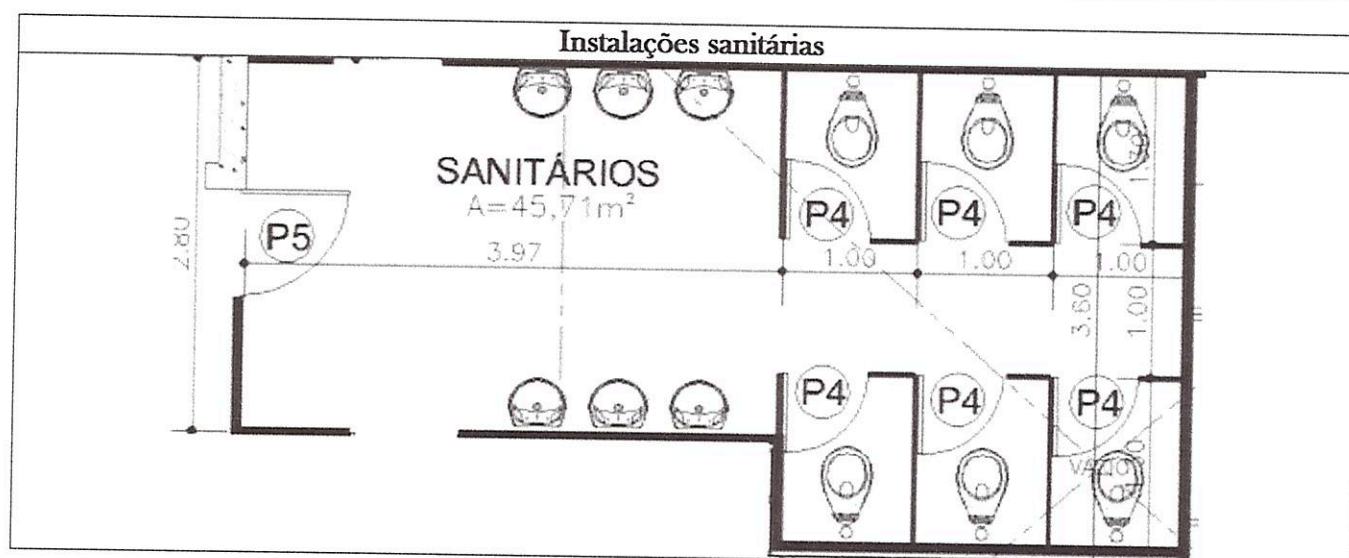 Instalações sanitárias
SANITÁRIOS
A=45,71m²
P5
2.80
3.97
P4
P4
P4
1.00
1.00
1.00
3.60
1.00
P4
P4
P4